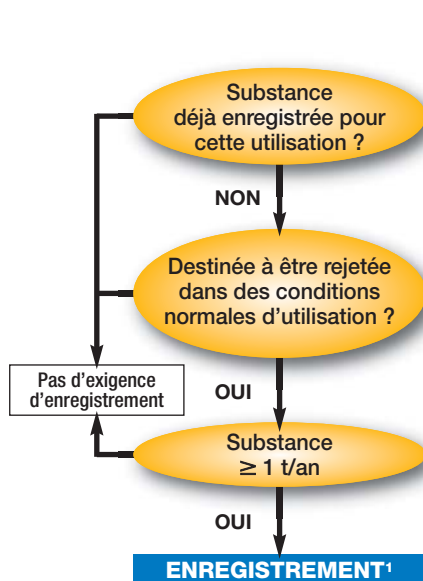 Substance
déjà enregistrée pour
cette utilisation ?
NON
Destinée à être rejetée
dans des conditions
normales d'utilisation ?
Pas d'exigence
d'enregistrement
OUI
Substance
≥ 1 t/an
OUI
ENREGISTREMENT¹